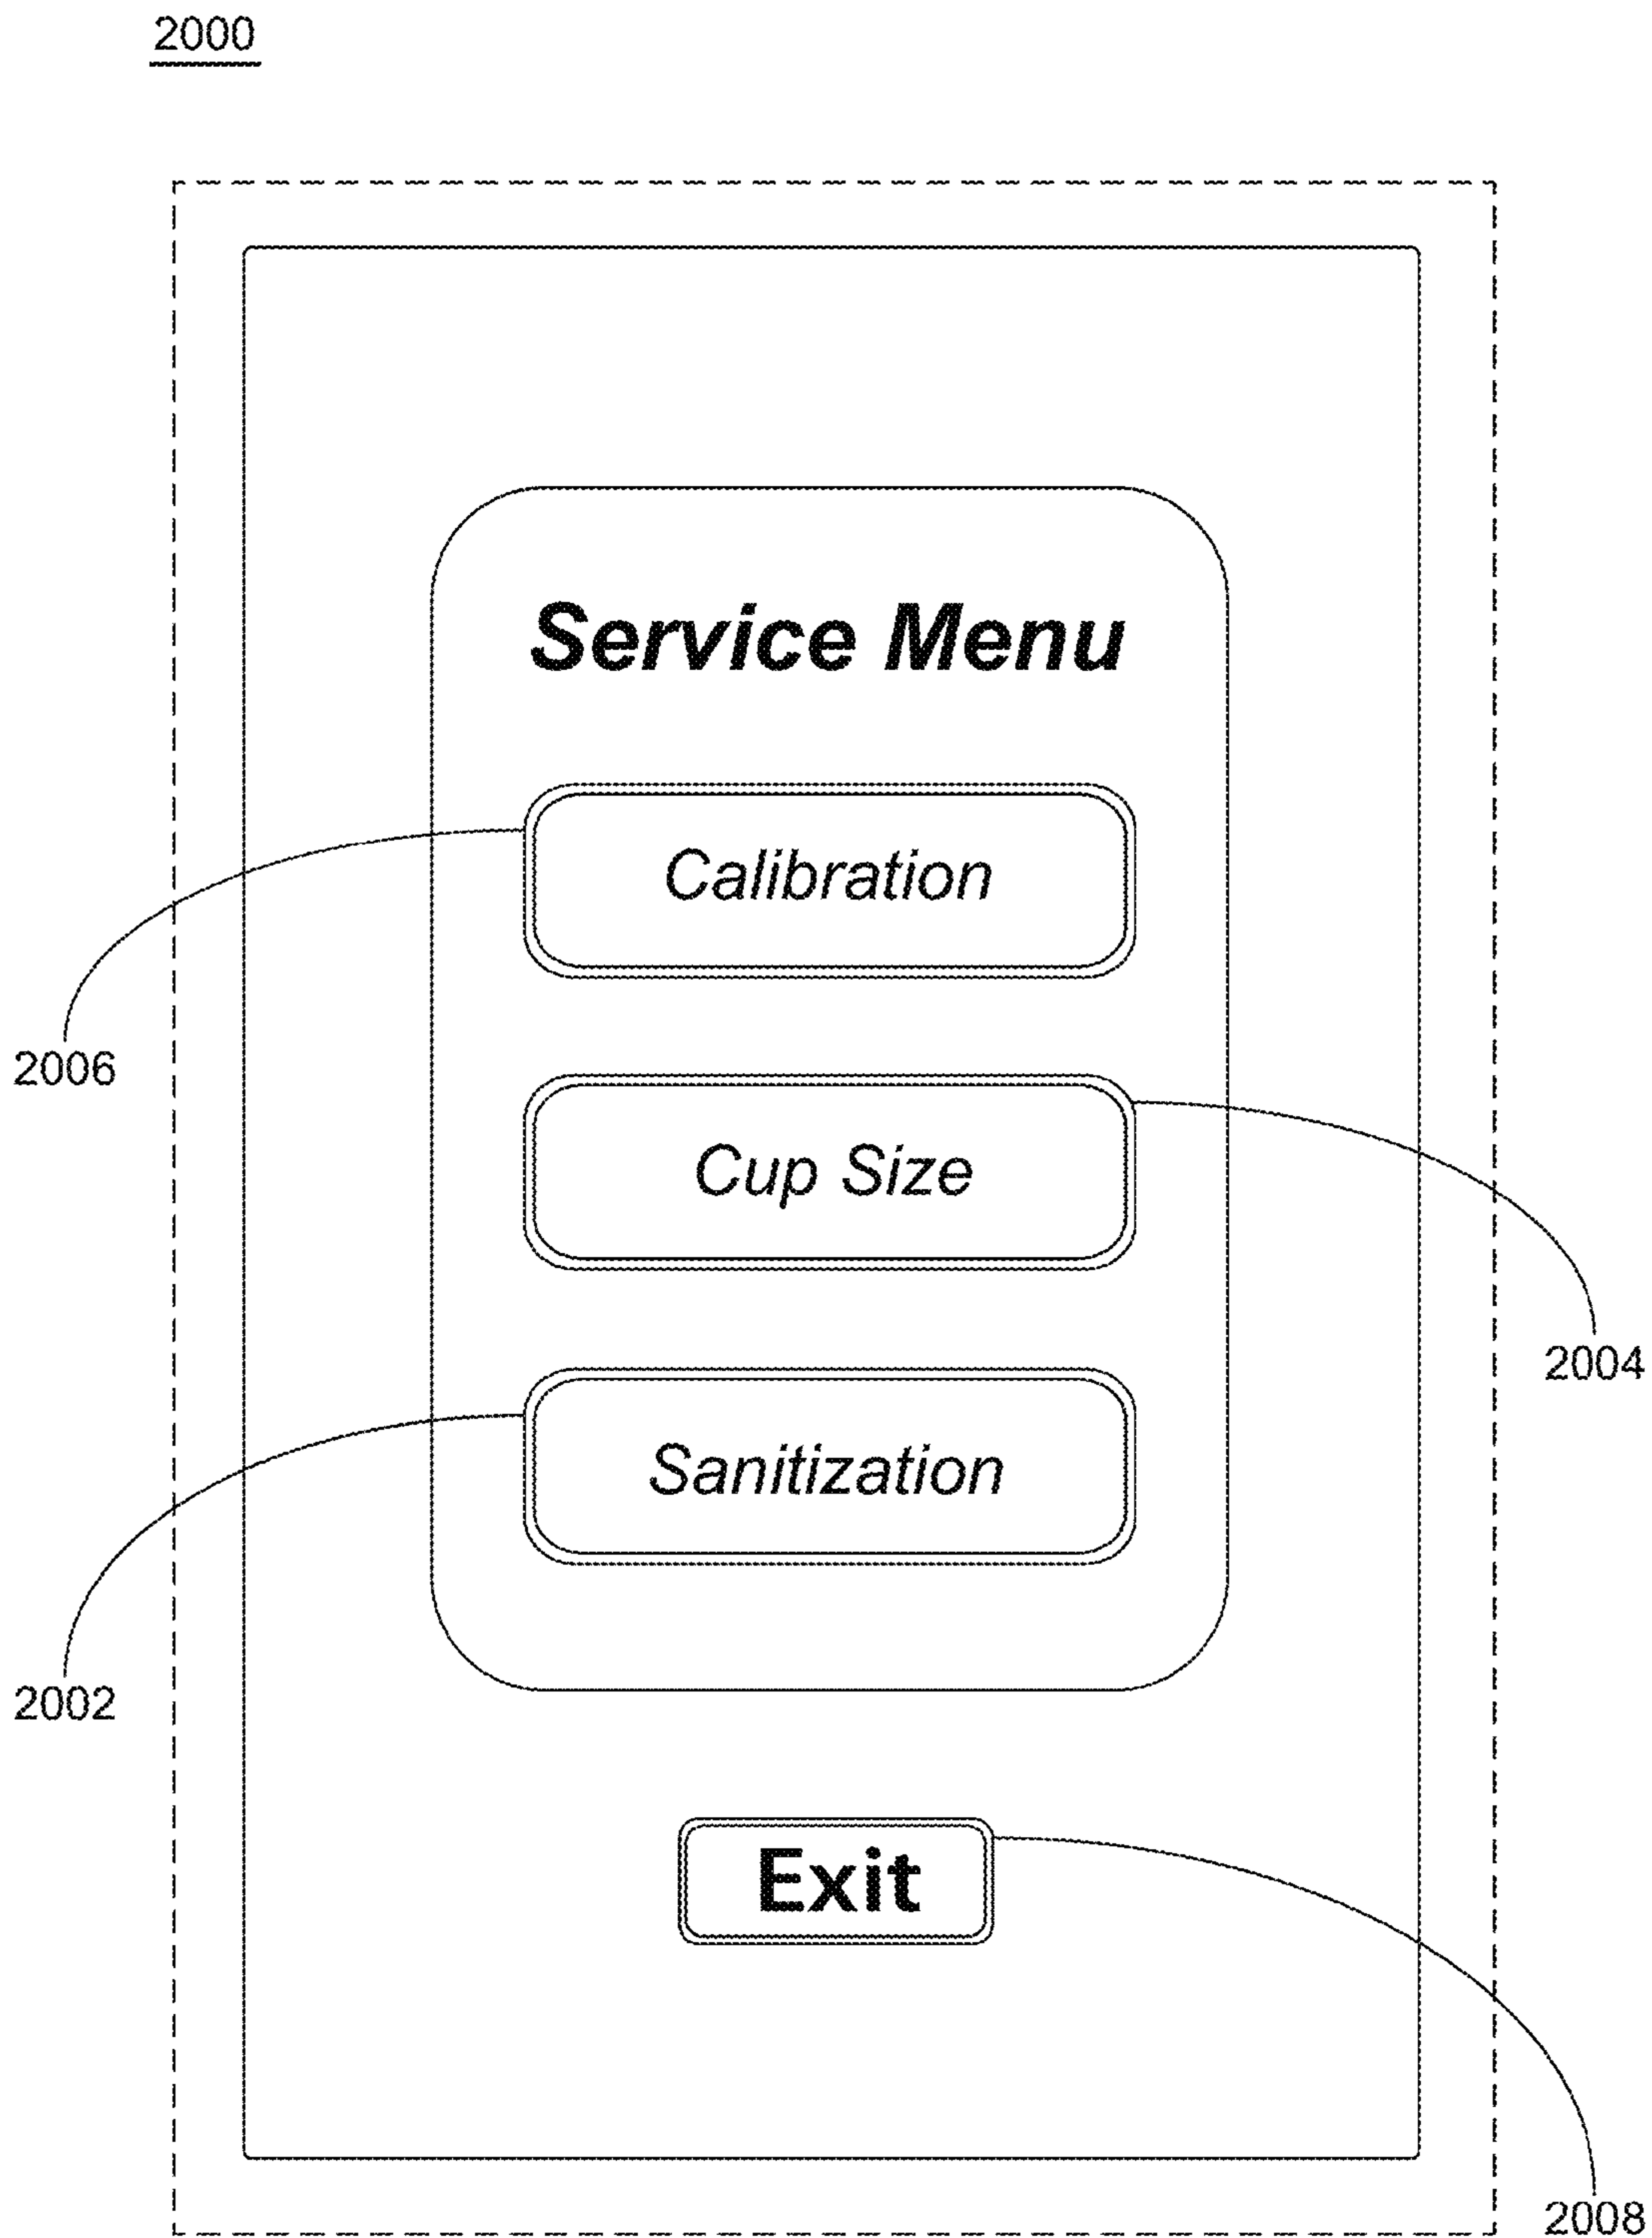 2000
Service Menu
Calibration
2006
Cup Size
2004
Sanitization
2002
Exit
2008